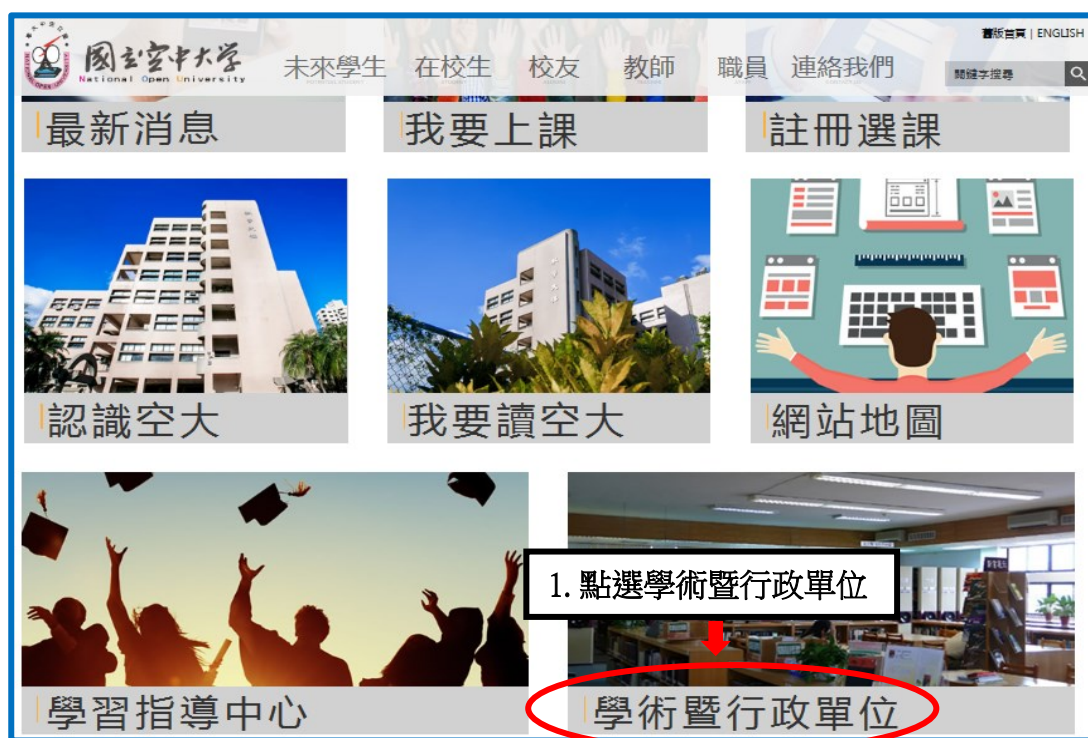 舊版首頁 | ENGLISH
國立空中大学
National Open University
未來學生 在校生 校友 教師 職員 連絡我們
關鍵字搜尋
最新消息 我要上課 註冊選課
認識空大 我要讀空大 網站地圖
1. 點選學術暨行政單位
學習指導中心 學術暨行政單位